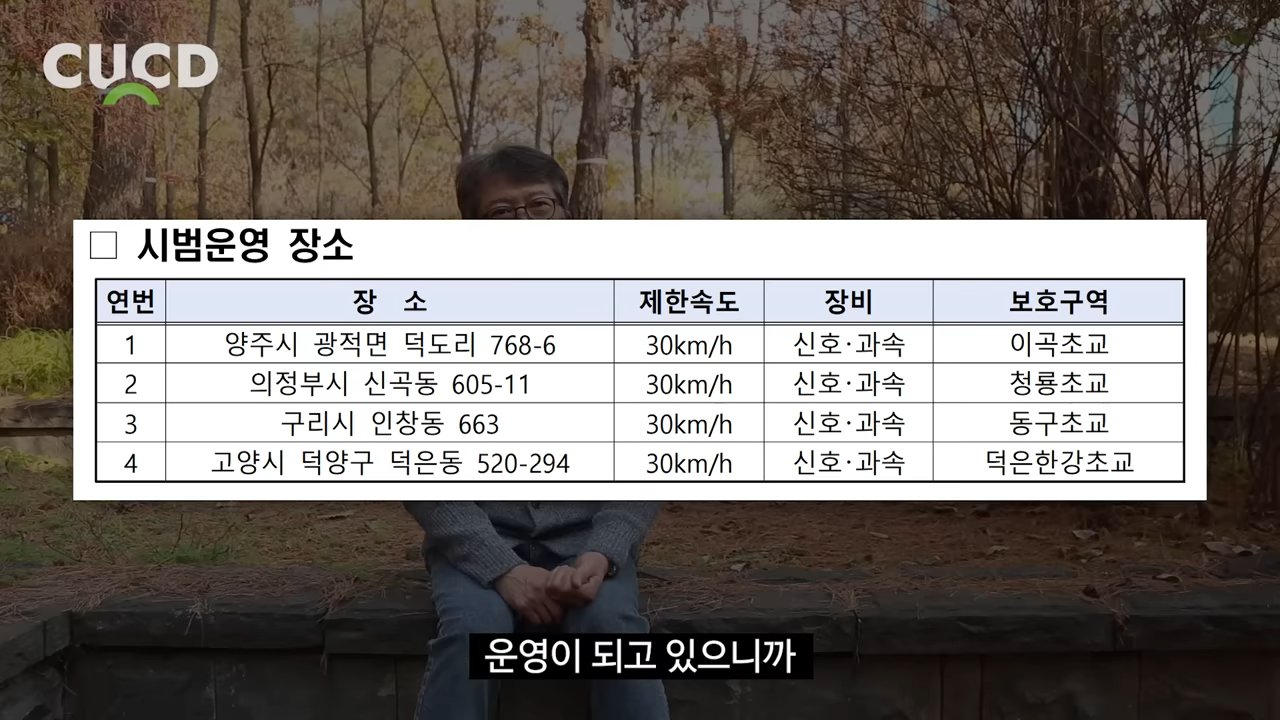 CUCD
□ 시범운영 장소
연번 장 소 제한속도 장비 보호구역
1 양주시 광적면 덕도리 768-6 30km/h 신호·과속 이곡초교
2 의정부시 신곡동 605-11 30km/h 신호·과속 청룡초교
3 구리시 인창동 663 30km/h 신호·과속 동구초교
4 고양시 덕양구 덕은동 520-294 30km/h 신호·과속 덕은한강초교
운영이 되고 있으니까